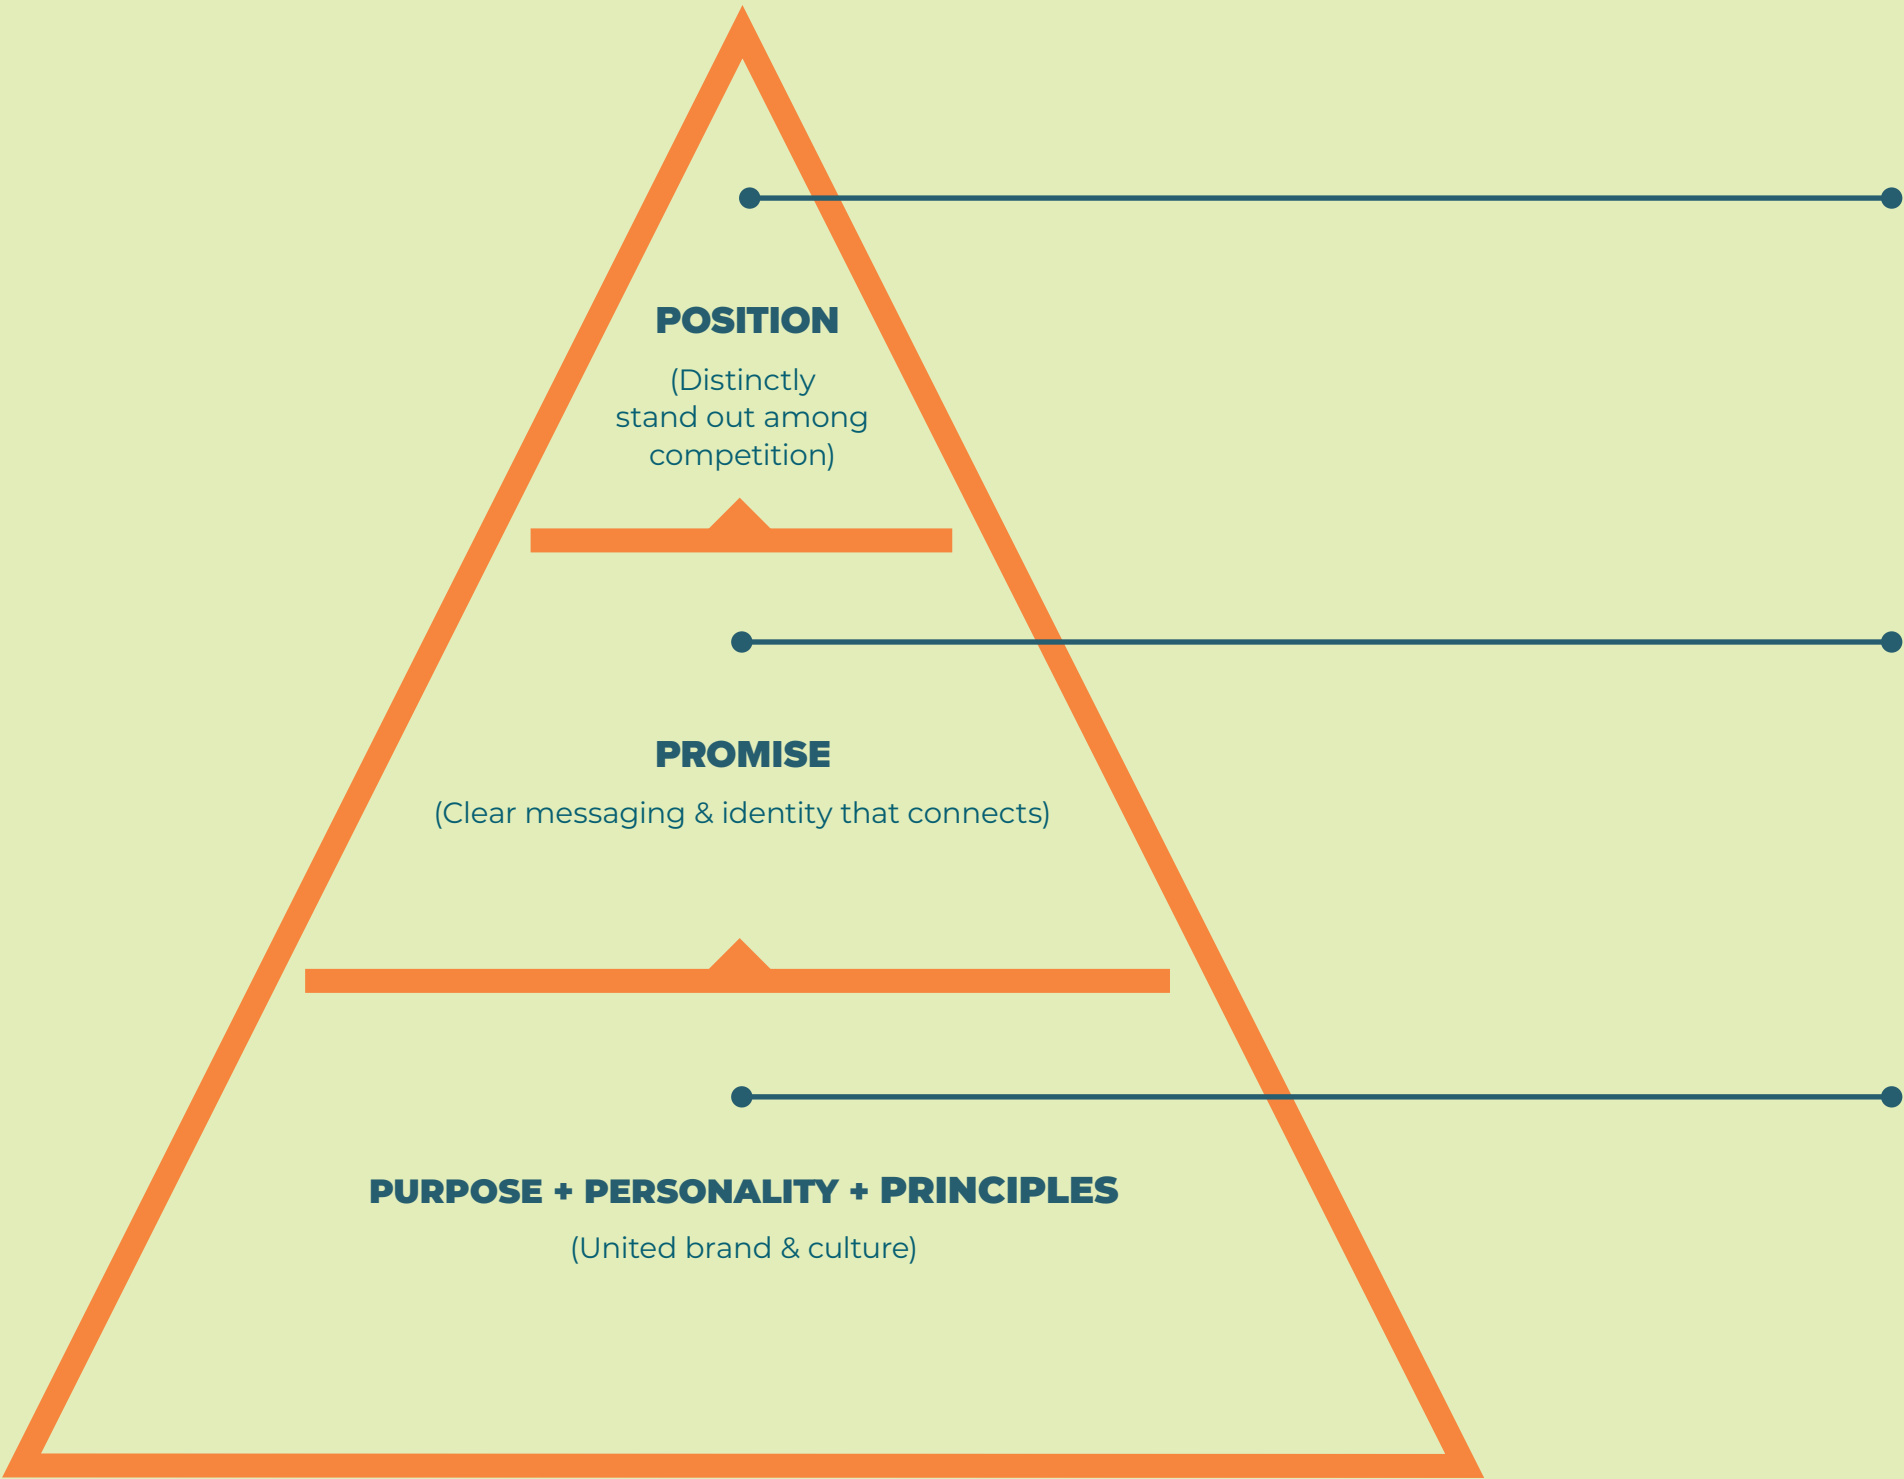 POSITION
(Distinctly
stand out among
competition)
PROMISE
(Clear messaging & identity that connects)
PURPOSE + PERSONALITY + PRINCIPLES
(United brand & culture)